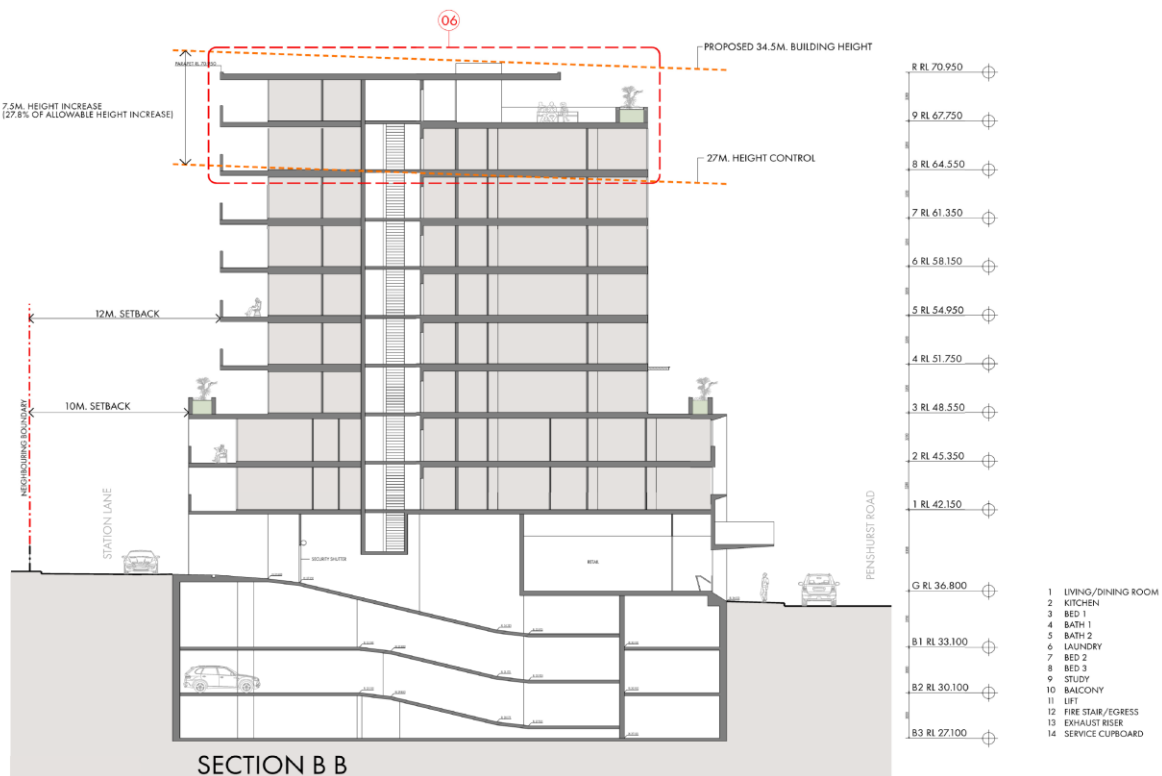 06
PROPOSED 34.5M. BUILDING HEIGHT
R RL 70.950
7.5M. HEIGHT INCREASE
(27.8% OF ALLOWABLE HEIGHT INCREASE)
9 RL 67.750
27M. HEIGHT CONTROL
8 RL 64.550
7 RL 61.350
6 RL 58.150
12M. SETBACK
5 RL 54.950
4 RL 51.750
10M. SETBACK
3 RL 48.550
NEIGHBOURING BOUNDARY
2 RL 45.350
1 RL 42.150
STATION LANE
PENSHURST ROAD
SECURITY SHUTTER
RETAIL
G RL 36.800
B1 RL 33.100
B2 RL 30.100
B3 RL 27.100
1 LIVING/DINING ROOM
2 KITCHEN
3 BED 1
4 BATH 1
5 BATH 2
6 LAUNDRY
7 BED 2
8 BED 3
9 STUDY
10 BALCONY
11 LIFT
12 FIRE STAIR/EGRESS
13 EXHAUST RISER
14 SERVICE CUPBOARD
SECTION B B